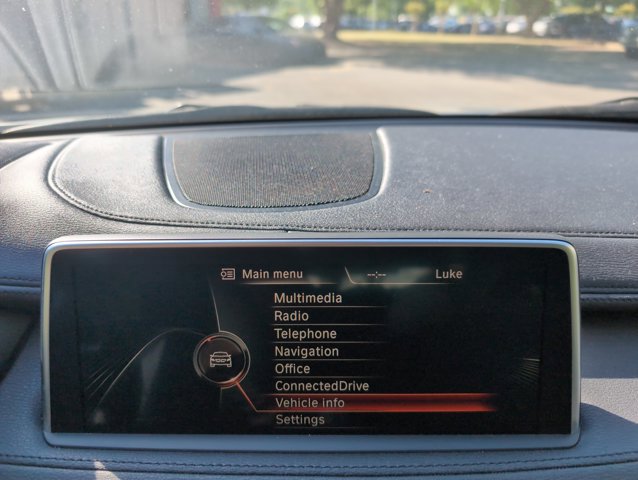 Main menu --:-- Luke
Multimedia
Radio
Telephone
Navigation
Office
ConnectedDrive
Vehicle info
Settings